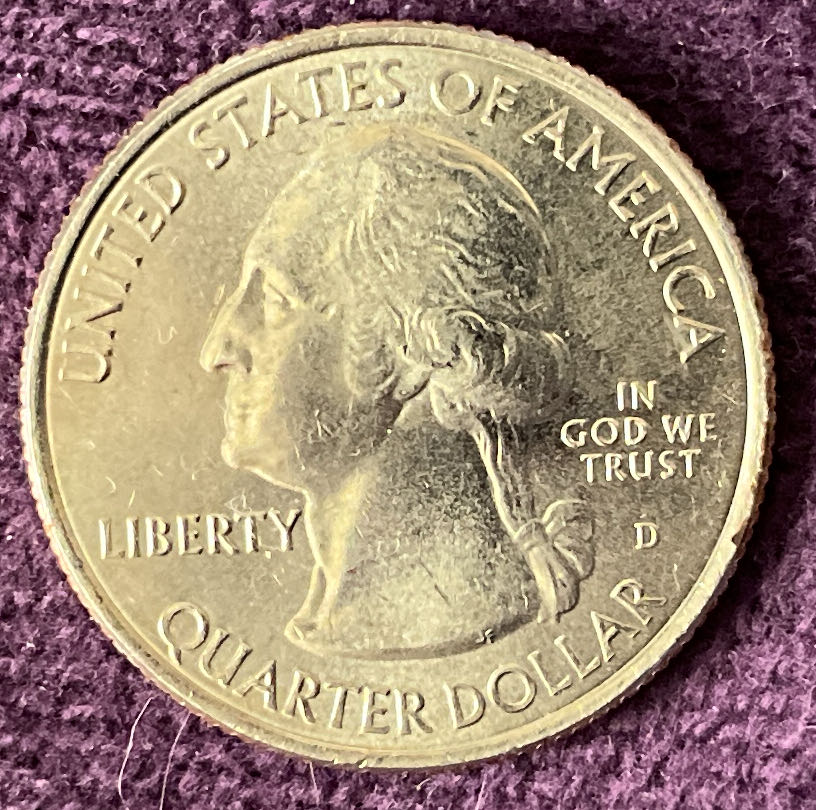 UNITED STATES OF AMERICA
IN
GOD WE
TRUST
LIBERTY
D
QUARTER DOLLAR